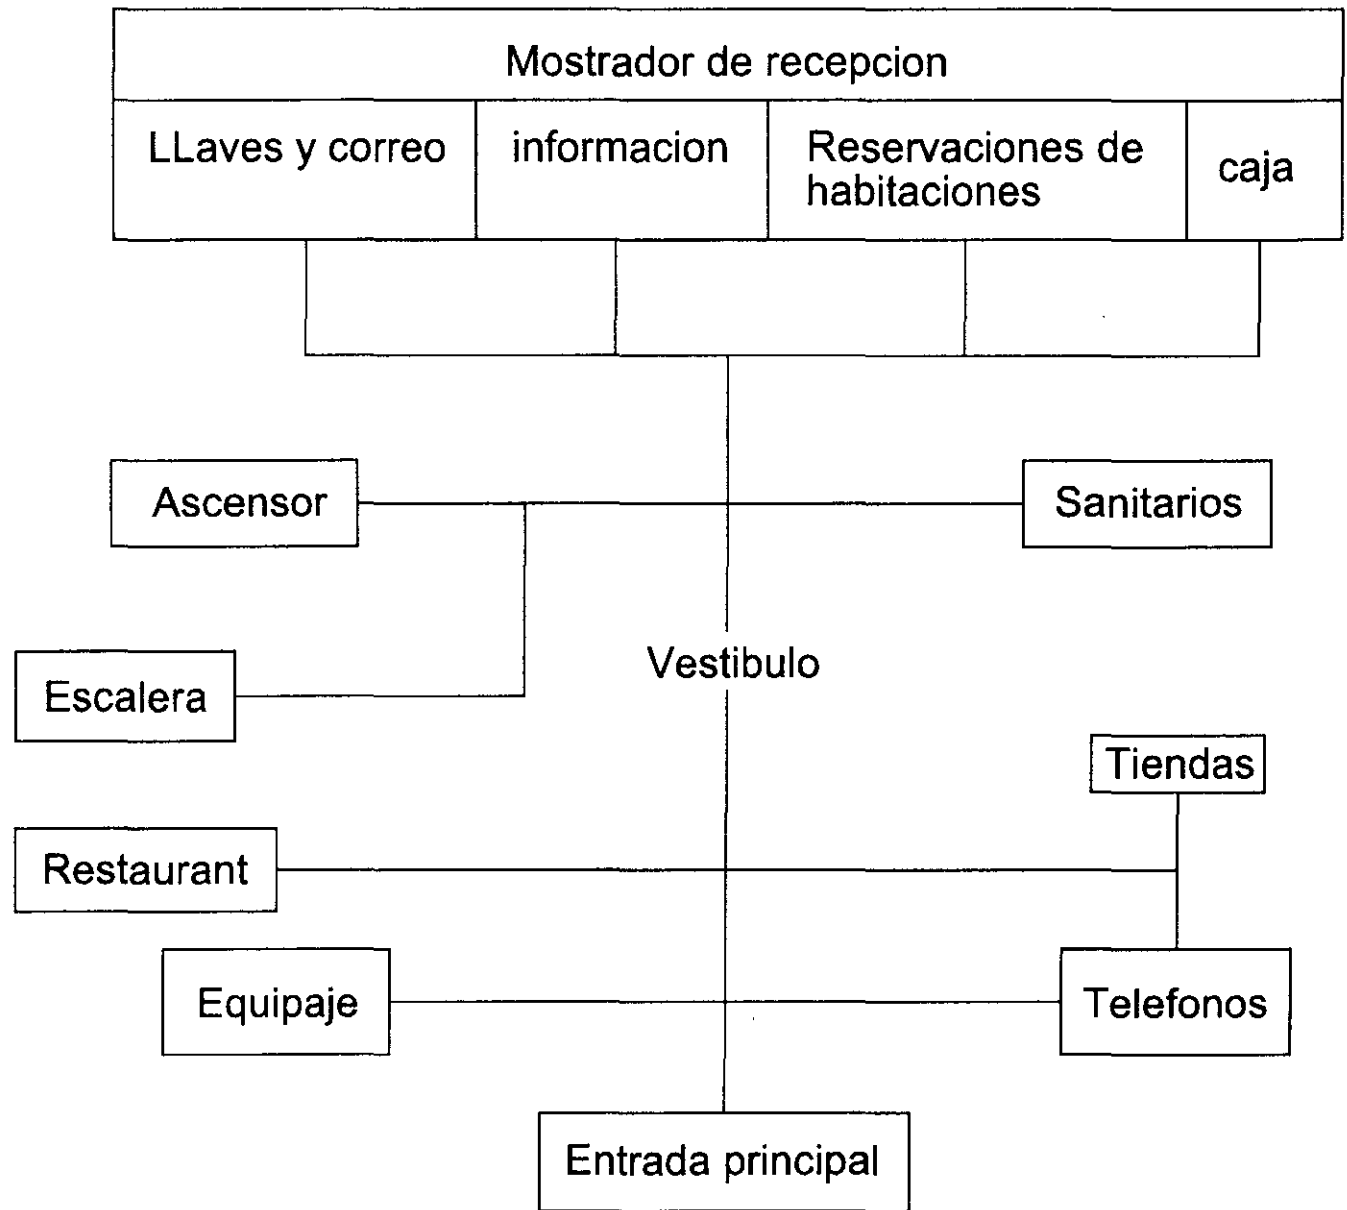 Mostrador de recepcion
LLaves y correo
informacion
Reservaciones de
habitaciones
caja
Ascensor
Sanitarios
Vestibulo
Escalera
Tiendas
Restaurant
Equipaje
Telefonos
Entrada principal